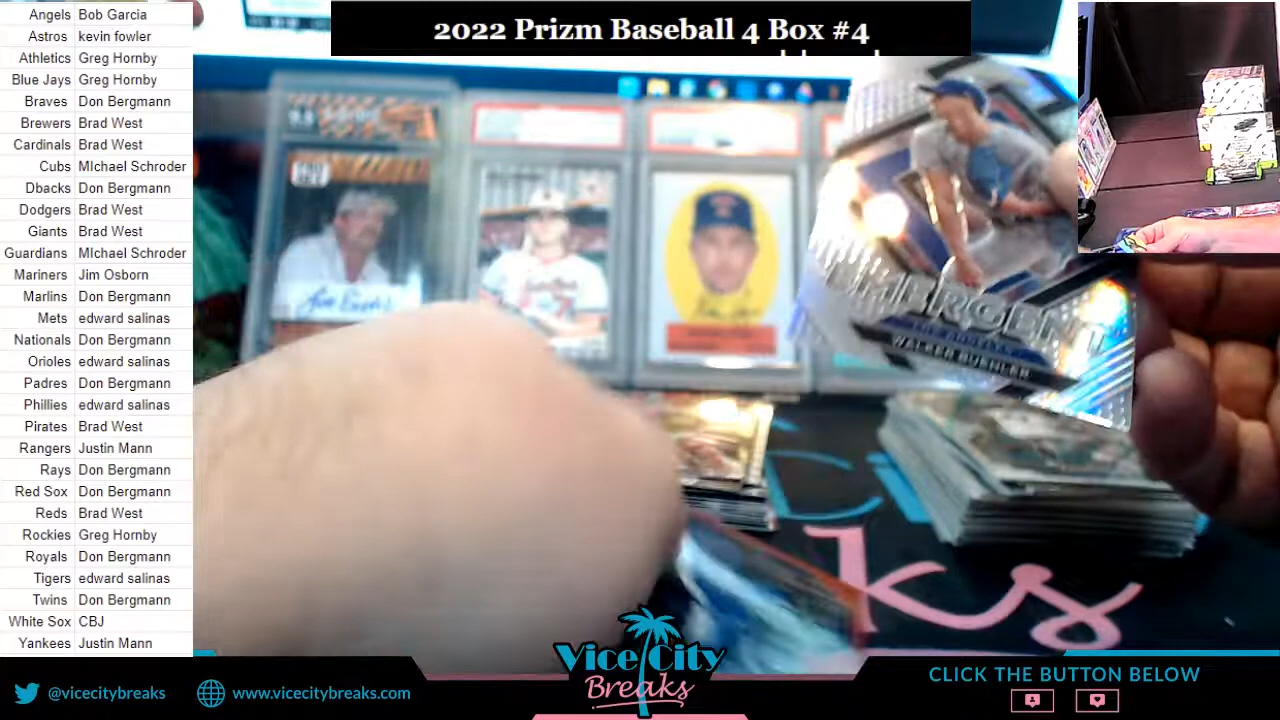 2022 Prizm Baseball 4 Box #4
Angels Bob Garcia
Astros kevin fowler
Athletics Greg Hornby
Blue Jays Greg Hornby
Braves Don Bergmann
Brewers Brad West
Cardinals Brad West
Cubs MIchael Schroder
Dbacks Don Bergmann
Dodgers Brad West
Giants Brad West
Guardians MIchael Schroder
Mariners Jim Osborn
Marlins Don Bergmann
Mets edward salinas
Nationals Don Bergmann
Orioles edward salinas
Padres Don Bergmann
Phillies edward salinas
Pirates Brad West
Rangers Justin Mann
Rays Don Bergmann
Red Sox Don Bergmann
Reds Brad West
Rockies Greg Hornby
Royals Don Bergmann
Tigers edward salinas
Twins Don Bergmann
White Sox CBJ
Yankees Justin Mann
EMERGENT
LOS ANGELES
WALKER BUEHLER
ks
Vice City
Breaks
@vicecitybreaks
www.vicecitybreaks.com
CLICK THE BUTTON BELOW